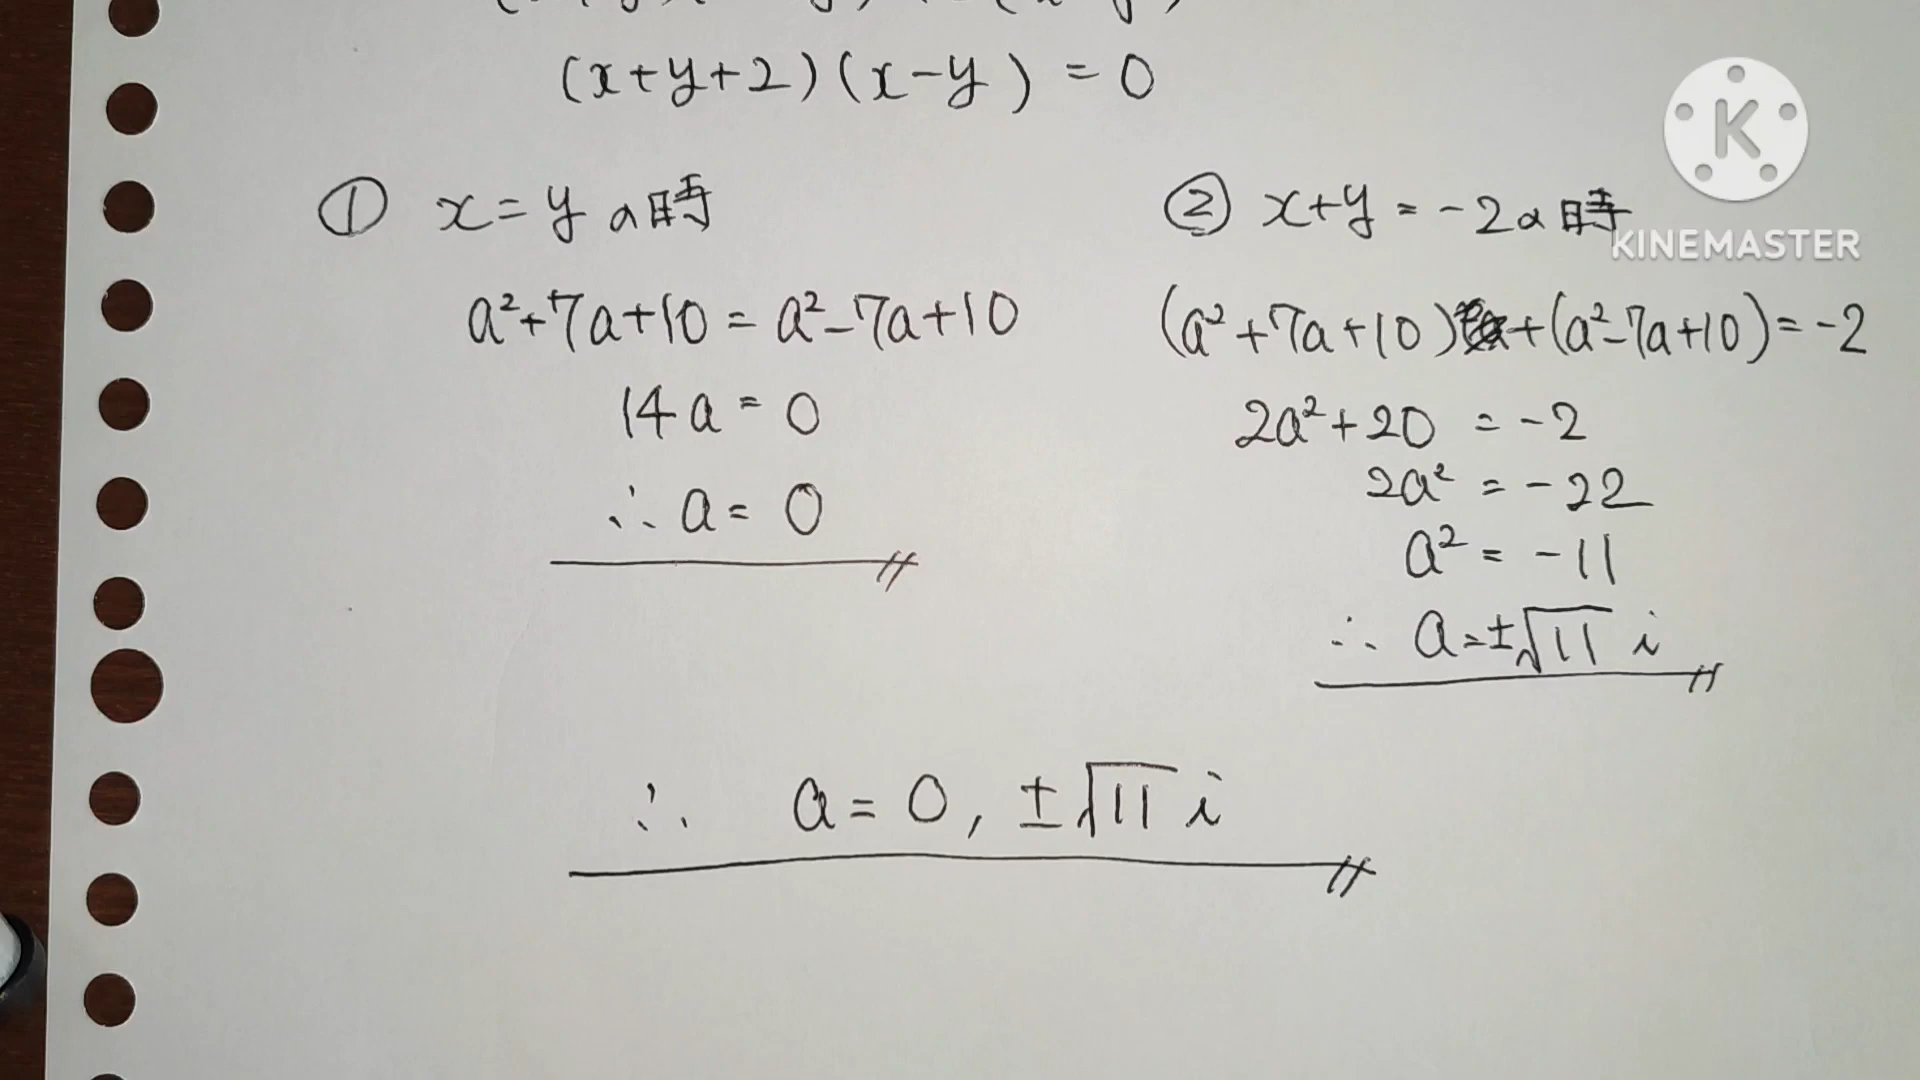 (x+y+2)(x-y)=0
① x=yの時
a²+7a+10=a²-7a+10
14a=0
∴ a=0
② x+y=-2の時
(a²+7a+10)+(a²-7a+10)=-2
2a²+20=-2
2a²=-22
a²=-11
∴ a=±√11 i
∴ a=0, ±√11 i
K
KINEMASTER